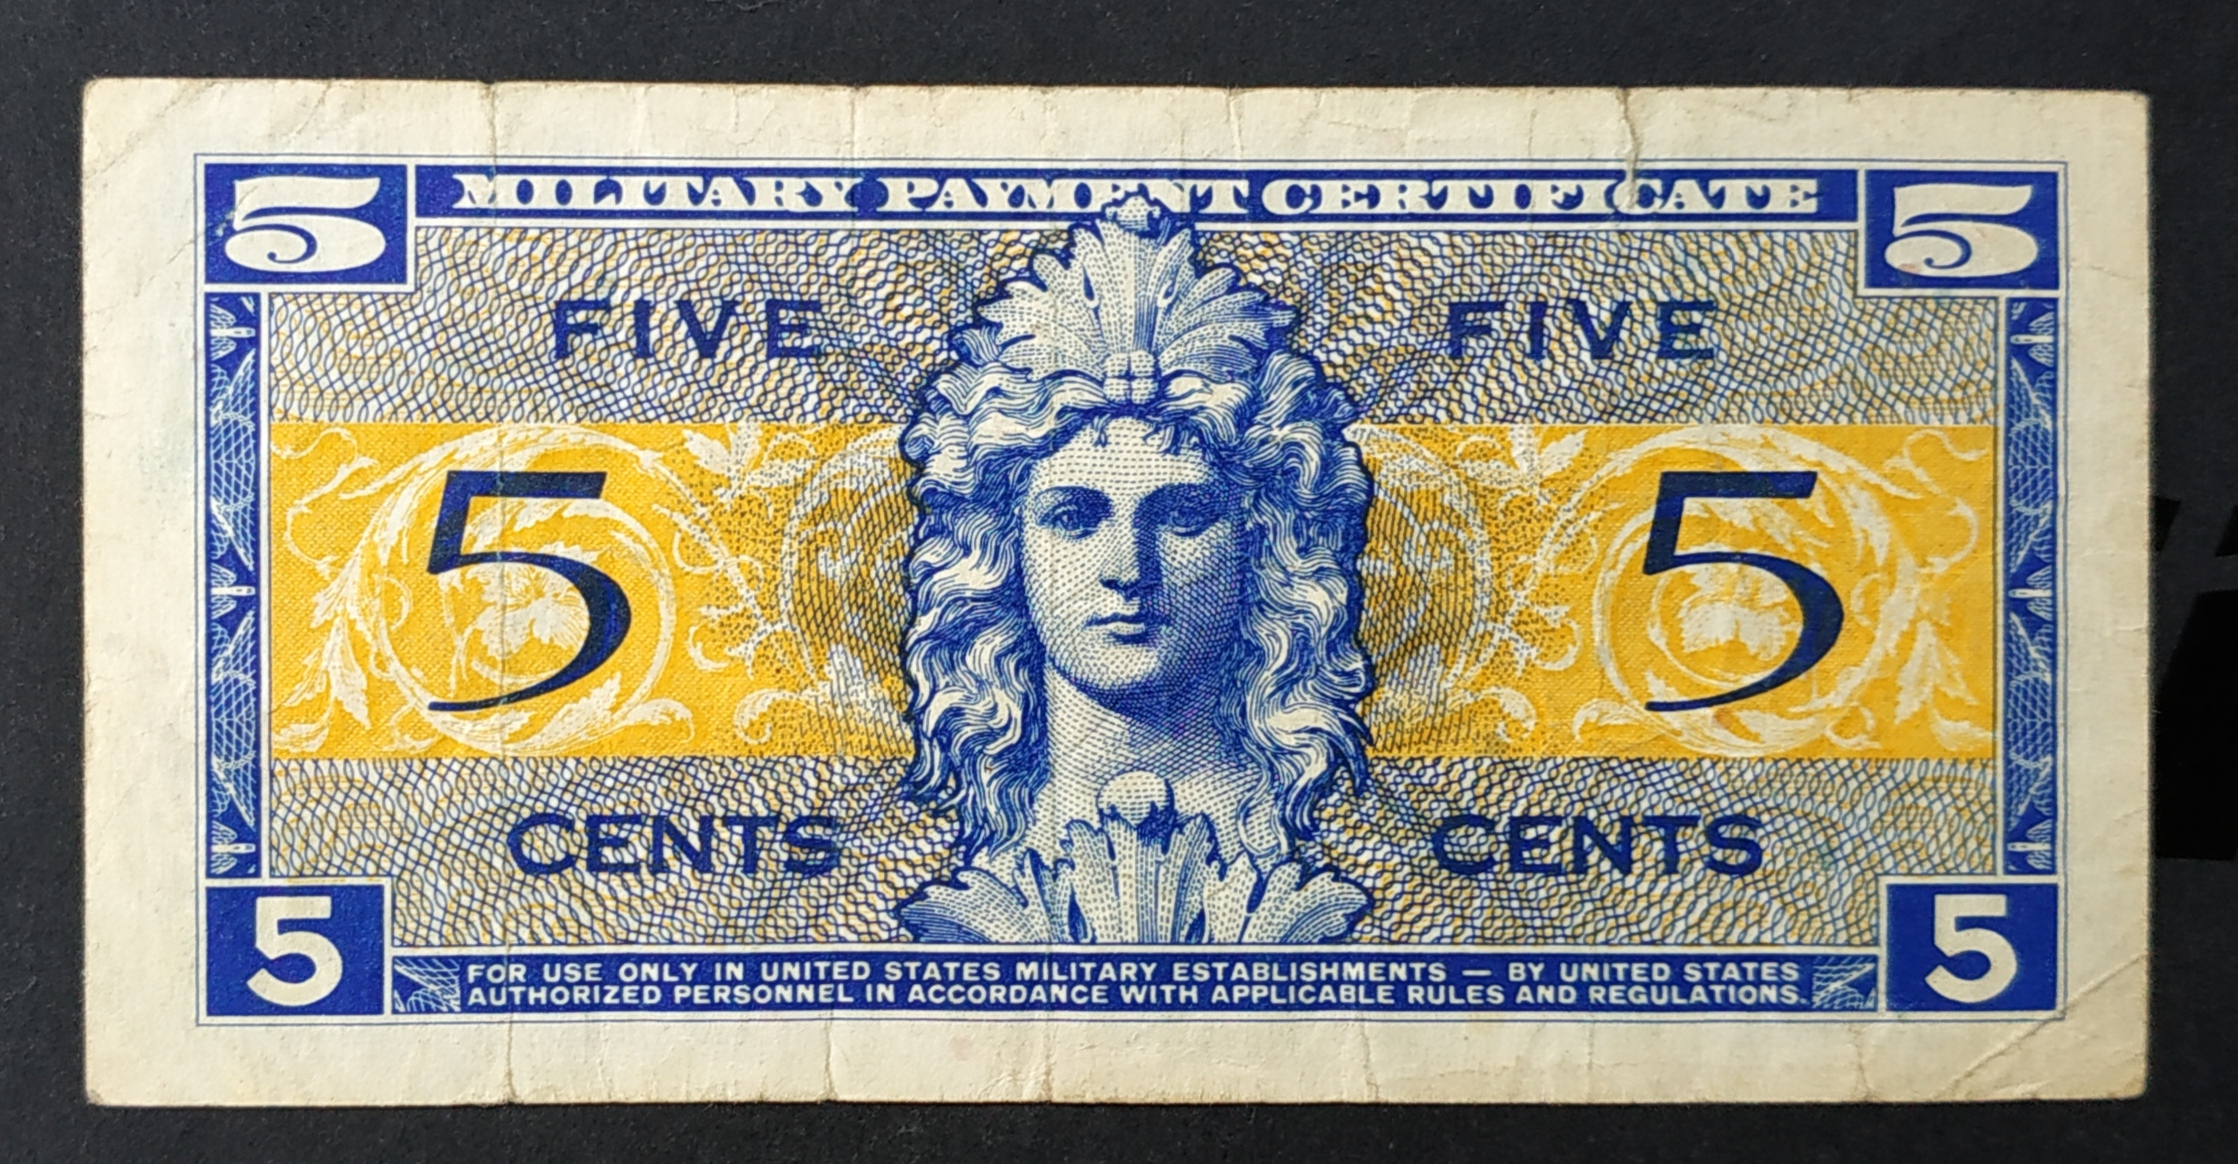 5 MILITARY PAYMENT CERTIFICATE 5
FIVE FIVE
5 5
CENTS CENTS
5 FOR USE ONLY IN UNITED STATES MILITARY ESTABLISHMENTS — BY UNITED STATES 5
AUTHORIZED PERSONNEL IN ACCORDANCE WITH APPLICABLE RULES AND REGULATIONS.